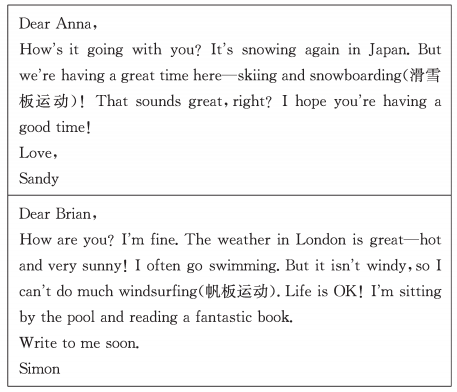 Dear Anna,
How's it going with you? It's snowing again in Japan. But
we're having a great time here—skiing and snowboarding(滑雪
板运动)! That sounds great, right? I hope you're having a
good time!
Love,
Sandy
Dear Brian,
How are you? I'm fine. The weather in London is great—hot
and very sunny! I often go swimming. But it isn't windy, so I
can't do much windsurfing(帆板运动). Life is OK! I'm sitting
by the pool and reading a fantastic book.
Write to me soon.
Simon